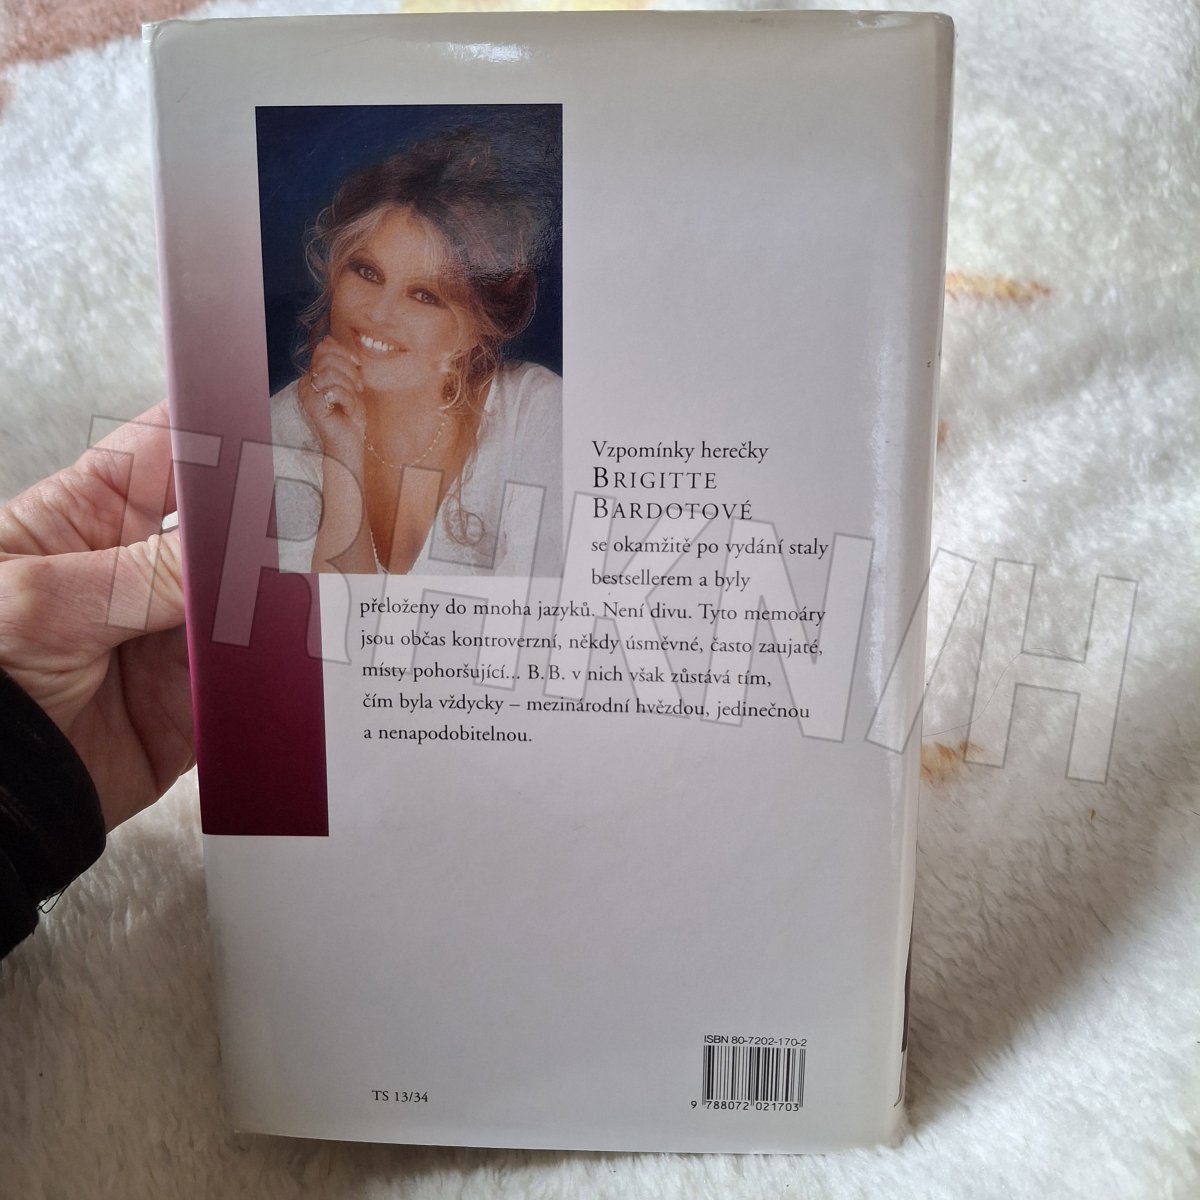 Vzpomínky herečky
BRIGITTE
BARDOTOVÉ
se okamžitě po vydání staly
bestsellerem a byly
přeloženy do mnoha jazyků. Není divu. Tyto memoáry
jsou občas kontroverzní, někdy úsměvné, často zaujaté,
místy pohoršující... B. B. v nich však zůstává tím,
čím byla vždycky – mezinárodní hvězdou, jedinečnou
a nenapodobitelnou.
ISBN 80-7202-170-2
9 788072 021703
TS 13/34
TRHKNIH